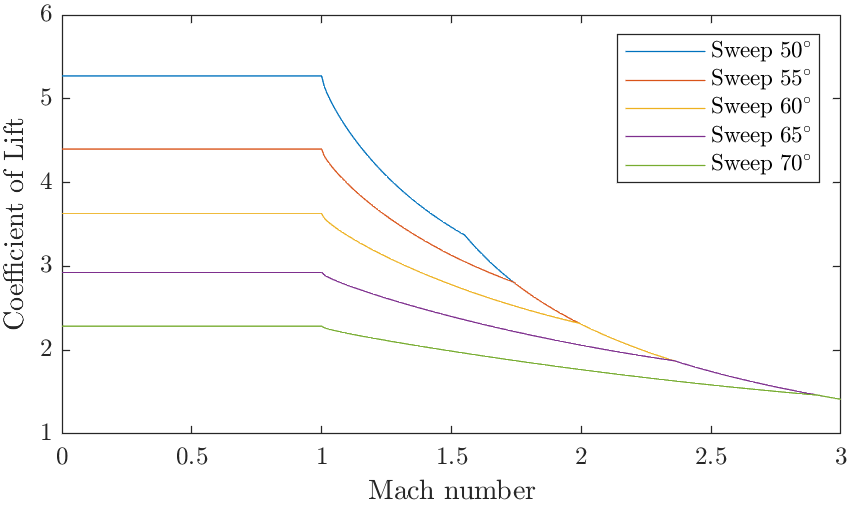 6
5
4
3
2
1
Coefficient of Lift
0
0.5
1
1.5
2
2.5
3
Mach number
Sweep 50°
Sweep 55°
Sweep 60°
Sweep 65°
Sweep 70°